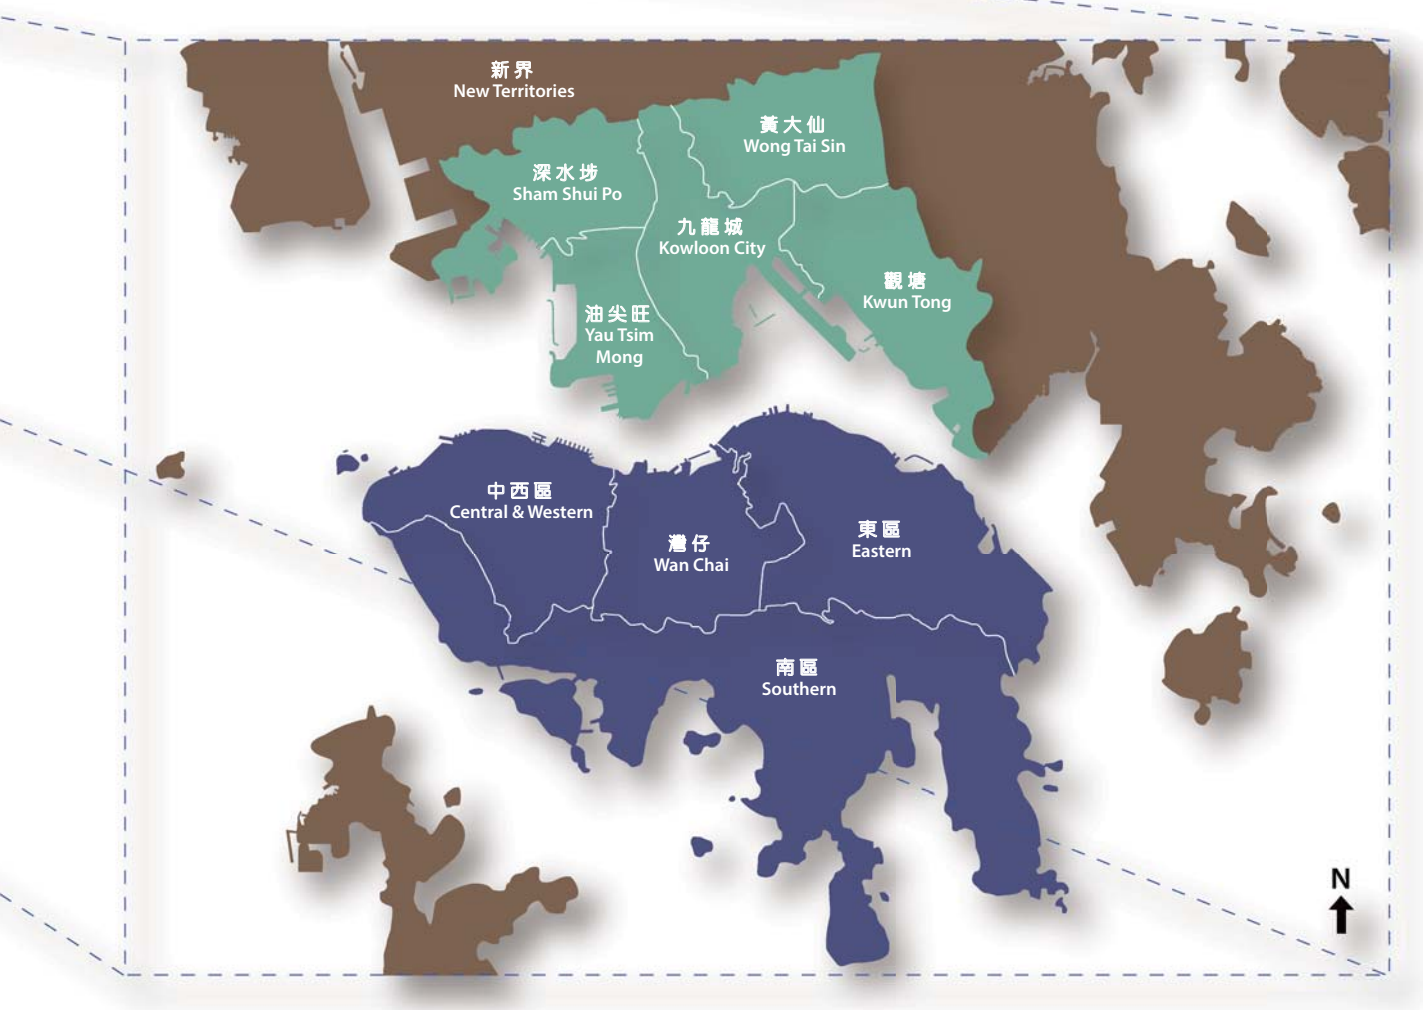 新界
New Territories
黃大仙
Wong Tai Sin
深水埗
Sham Shui Po
九龍城
Kowloon City
觀塘
Kwun Tong
油尖旺
Yau Tsim
Mong
中西區
Central & Western
灣仔
Wan Chai
東區
Eastern
南區
Southern
N